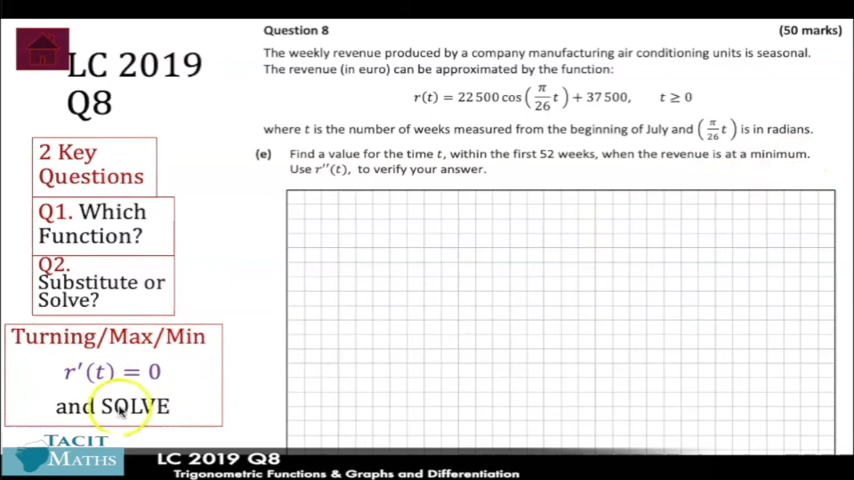 LC 2019
Q8
2 Key
Questions
Q1. Which
Function?
Q2.
Substitute or
Solve?
Turning/Max/Min
r′(t) = 0
and SOLVE
Question 8 (50 marks)
The weekly revenue produced by a company manufacturing air conditioning units is seasonal.
The revenue (in euro) can be approximated by the function:
r(t) = 22 500 cos (π/26 t) + 37 500, t ≥ 0
where t is the number of weeks measured from the beginning of July and (π/26 t) is in radians.
(e) Find a value for the time t, within the first 52 weeks, when the revenue is at a minimum.
Use r′′(t), to verify your answer.
TACIT
MATHS
LC 2019 Q8
Trigonometric Functions & Graphs and Differentiation